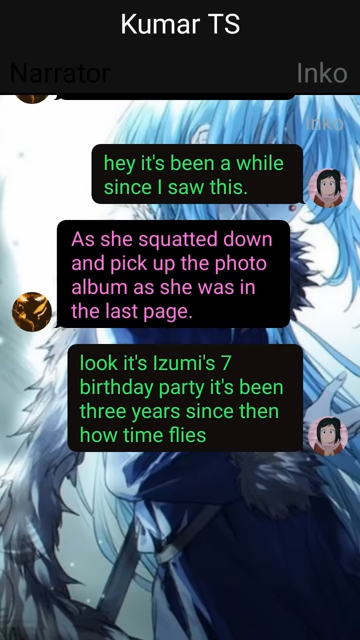 Kumar TS
Narrator
Inko
Inko
hey it's been a while
since I saw this.
As she squatted down
and pick up the photo
album as she was in
the last page.
look it's Izumi's 7
birthday party it's been
three years since then
how time flies